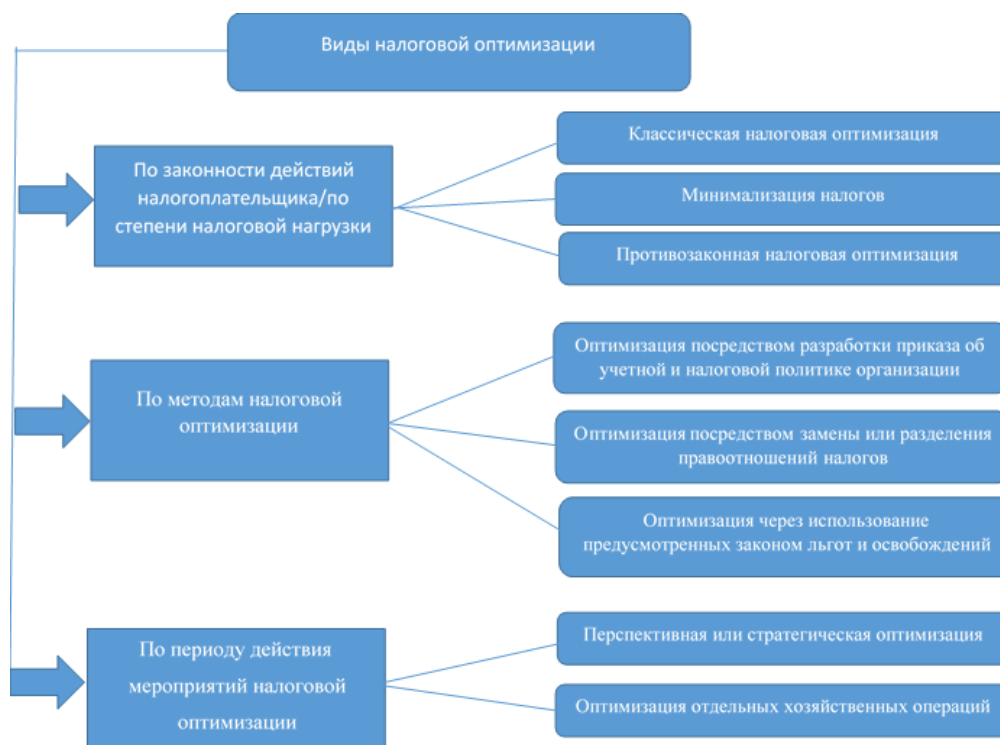 Виды налоговой оптимизации
По законности действий
налогоплательщика/по
степени налоговой нагрузки
Классическая налоговая оптимизация
Минимализация налогов
Противозаконная налоговая оптимизация
По методам налоговой
оптимизации
Оптимизация посредством разработки приказа об
учетной и налоговой политике организации
Оптимизация посредством замены или разделения
правоотношений налогов
Оптимизация через использование
предусмотренных законом льгот и освобождений
По периоду действия
мероприятий налоговой
оптимизации
Перспективная или стратегическая оптимизация
Оптимизация отдельных хозяйственных операций